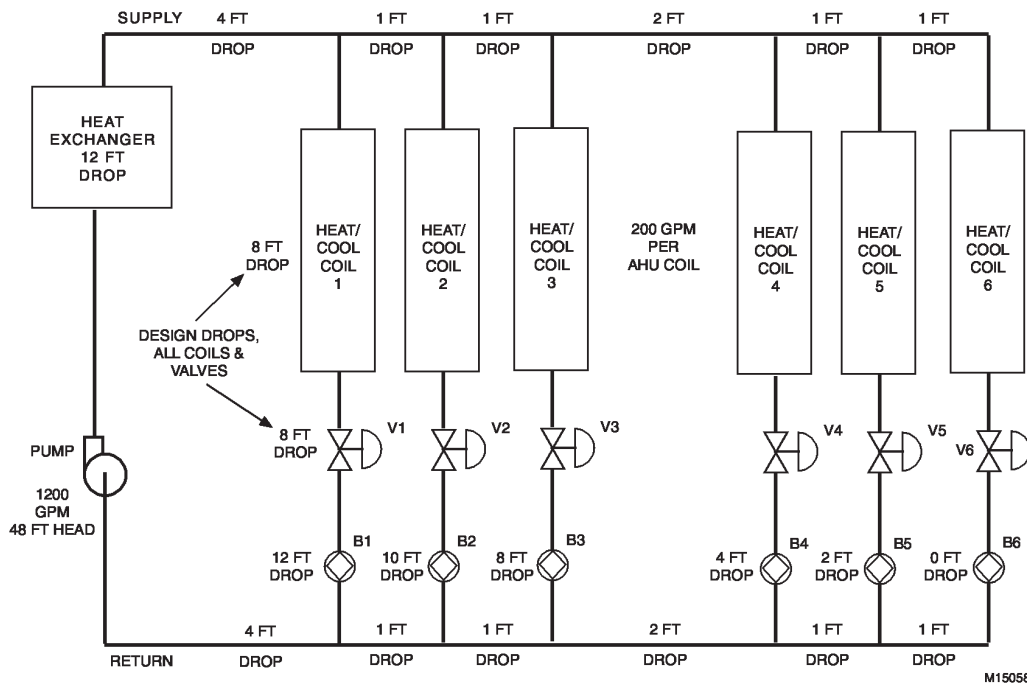 SUPPLY
4 FT
DROP
1 FT
DROP
1 FT
DROP
2 FT
DROP
1 FT
DROP
1 FT
DROP
HEAT
EXCHANGER
12 FT
DROP
HEAT/
COOL
COIL
1
HEAT/
COOL
COIL
2
HEAT/
COOL
COIL
3
200 GPM
PER
AHU COIL
HEAT/
COOL
COIL
4
HEAT/
COOL
COIL
5
HEAT/
COOL
COIL
6
8 FT
DROP
DESIGN DROPS,
ALL COILS &
VALVES
8 FT
DROP
V1
V2
V3
V4
V5
V6
PUMP
1200
GPM
48 FT HEAD
12 FT
DROP
B1
10 FT
DROP
B2
8 FT
DROP
B3
4 FT
DROP
B4
2 FT
DROP
B5
0 FT
DROP
B6
RETURN
4 FT
DROP
1 FT
DROP
1 FT
DROP
2 FT
DROP
1 FT
DROP
1 FT
DROP
M15058